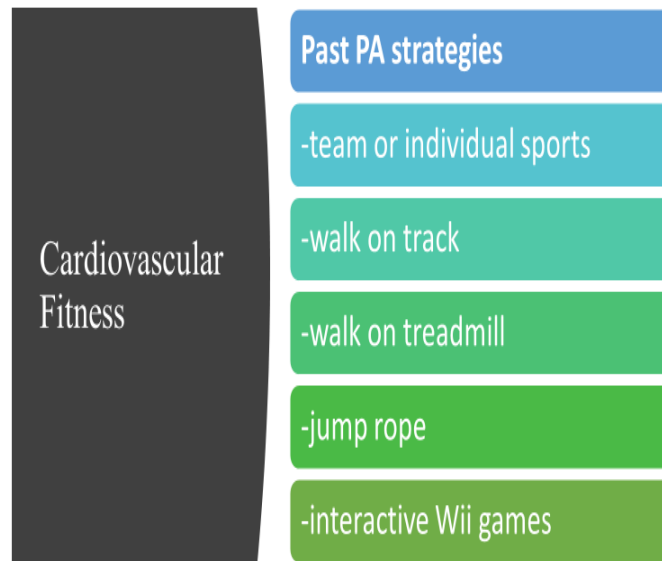 Cardiovascular
Fitness
Past PA strategies
-team or individual sports
-walk on track
-walk on treadmill
-jump rope
-interactive Wii games